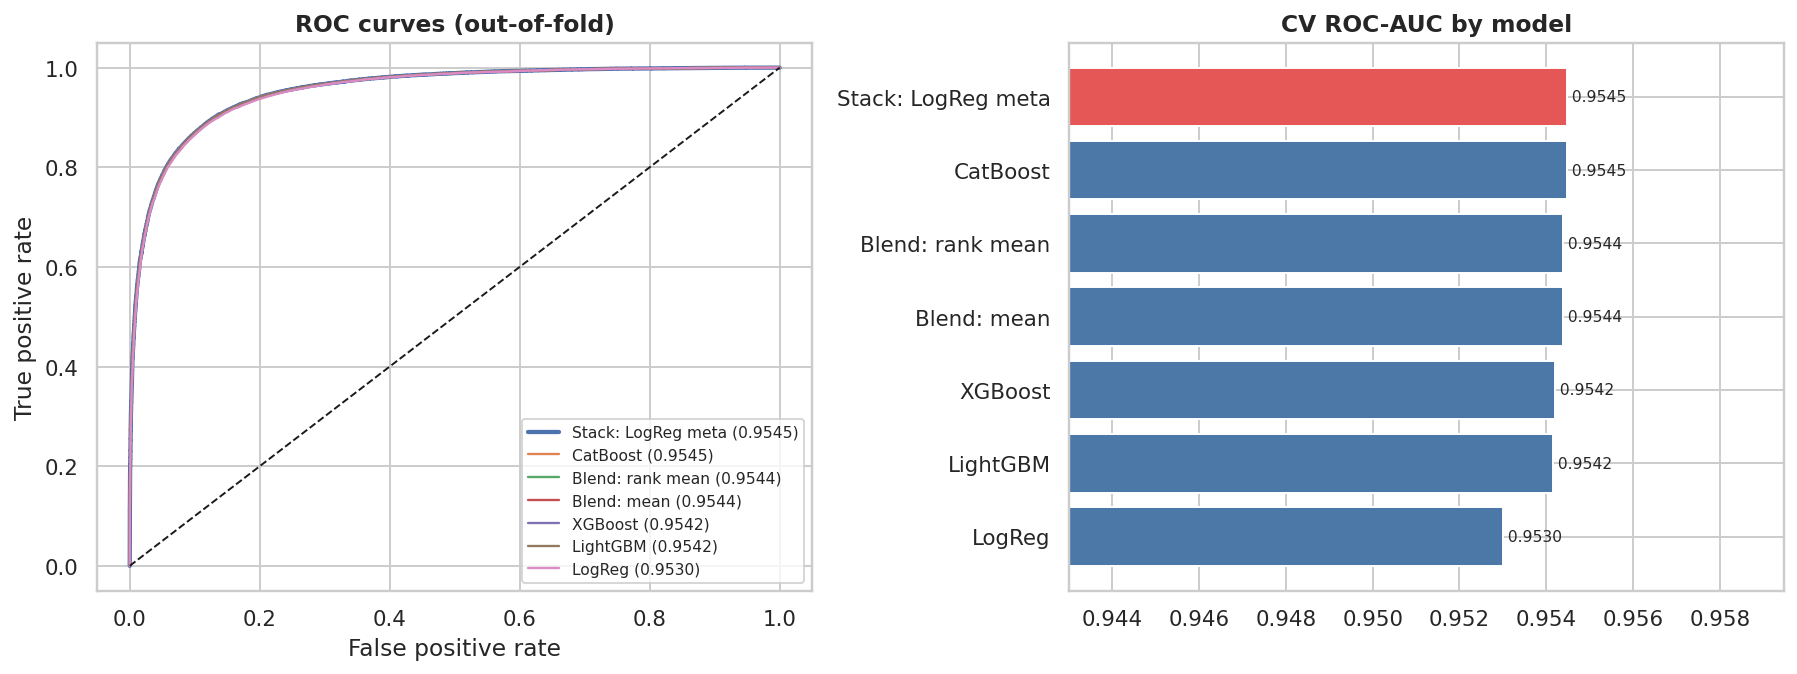 ROC curves (out-of-fold)
True positive rate
1.0
0.8
0.6
0.4
0.2
0.0
Stack: LogReg meta (0.9545)
CatBoost (0.9545)
Blend: rank mean (0.9544)
Blend: mean (0.9544)
XGBoost (0.9542)
LightGBM (0.9542)
LogReg (0.9530)
0.0 0.2 0.4 0.6 0.8 1.0
False positive rate
CV ROC-AUC by model
Stack: LogReg meta 0.9545
CatBoost 0.9545
Blend: rank mean 0.9544
Blend: mean 0.9544
XGBoost 0.9542
LightGBM 0.9542
LogReg 0.9530
0.944 0.946 0.948 0.950 0.952 0.954 0.956 0.958